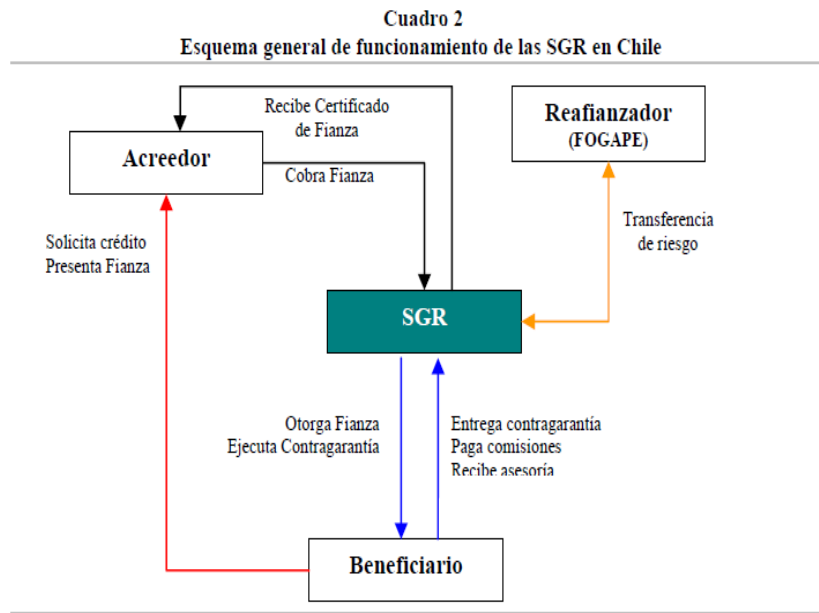 Cuadro 2
Esquema general de funcionamiento de las SGR en Chile
Recibe Certificado
de Fianza
Reafianzador
(FOGAPE)
Acreedor
Cobra Fianza
Solicita crédito
Presenta Fianza
Transferencia
de riesgo
SGR
Otorga Fianza
Ejecuta Contragarantía
Entrega contragarantía
Paga comisiones
Recibe asesoría
Beneficiario